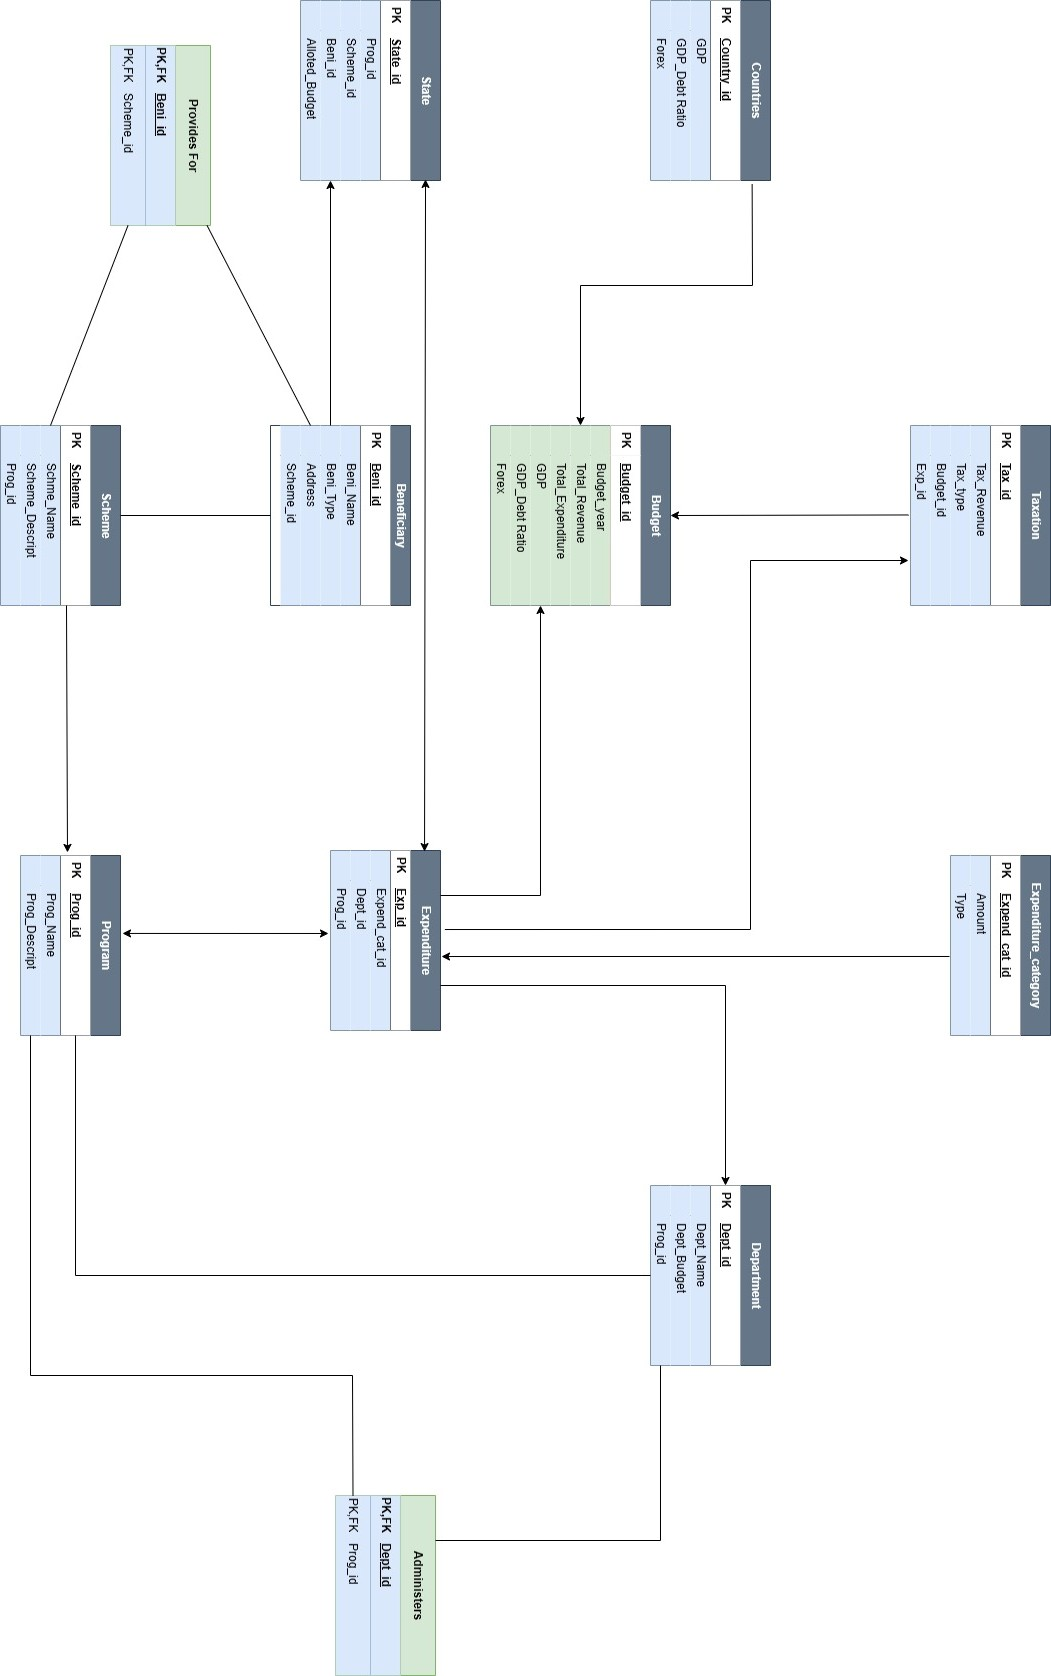 Taxation
PK Tax_id
Tax_Revenue
Tax_type
Budget_id
Exp_id
Expenditure_category
PK Expend_cat_id
Amount
Type
Countries
PK Country_id
GDP
GDP_Debt Ratio
Forex
Department
PK Dept_id
Dept_Name
Dept_Budget
Prog_id
Budget
PK Budget_id
Budget_year
Total_Revenue
Total_Expenditure
GDP
GDP_Debt Ratio
Forex
State
PK State_id
Prog_id
Scheme_id
Beni_id
Alloted_Budget
Beneficiary
PK Beni_id
Beni_Name
Beni_Type
Address
Scheme_id
Expenditure
PK Exp_id
Expend_cat_id
Dept_id
Prog_id
Administers
PK,FK Dept_id
PK,FK Prog_id
Provides For
PK,FK Beni_id
PK,FK Scheme_id
Scheme
PK Scheme_id
Schme_Name
Scheme_Descript
Prog_id
Program
PK Prog_id
Prog_Name
Prog_Descript